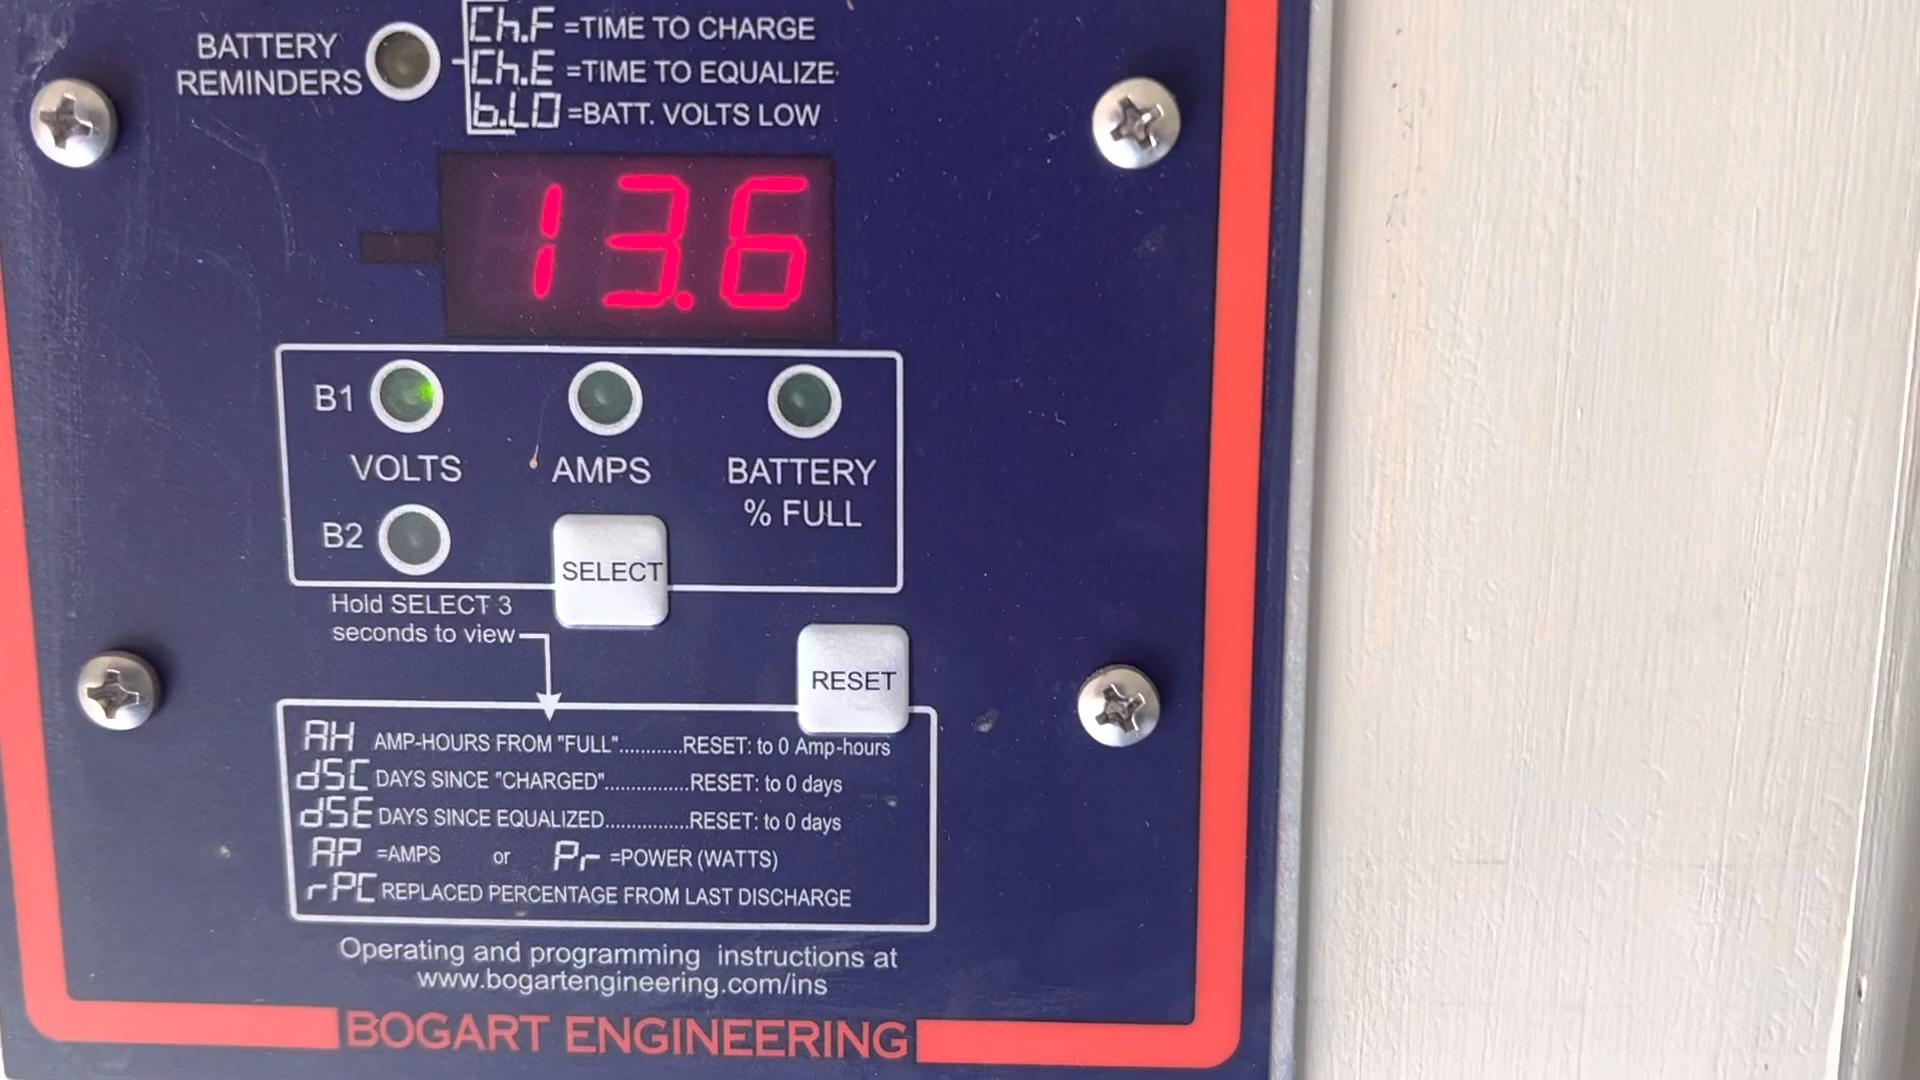 BATTERY
REMINDERS
Ch.F =TIME TO CHARGE
Ch.E =TIME TO EQUALIZE
b.LO =BATT. VOLTS LOW
13.6
B1
VOLTS
AMPS
BATTERY
% FULL
B2
SELECT
Hold SELECT 3
seconds to view
RESET
AH AMP-HOURS FROM "FULL"............RESET: to 0 Amp-hours
dSC DAYS SINCE "CHARGED"................RESET: to 0 days
dSE DAYS SINCE EQUALIZED................RESET: to 0 days
AP =AMPS or Pr =POWER (WATTS)
rPC REPLACED PERCENTAGE FROM LAST DISCHARGE
Operating and programming instructions at
www.bogartengineering.com/ins
BOGART ENGINEERING